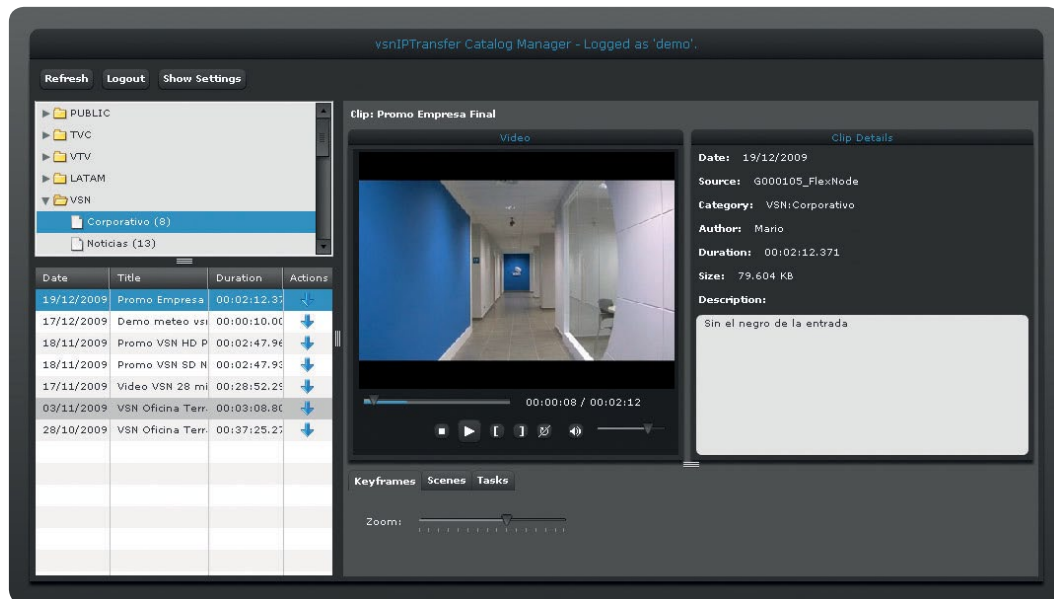 vsnIPTransfer Catalog Manager - Logged as 'demo'.
Refresh Logout Show Settings
PUBLIC
TVC
VTV
LATAM
VSN
Corporativo (8)
Noticias (13)
Date Title Duration Actions
19/12/2009 Promo Empresa 00:02:12.37
17/12/2009 Demo meteo vsn 00:00:10.00
18/11/2009 Promo VSN HD P 00:02:47.96
18/11/2009 Promo VSN SD N 00:02:47.93
17/11/2009 Video VSN 28 mi 00:28:52.29
03/11/2009 VSN Oficina Terr 00:03:08.80
28/10/2009 VSN Oficina Terr 00:37:25.27
Clip: Promo Empresa Final
Video
00:00:08 / 00:02:12
Clip Details
Date: 19/12/2009
Source: G000105_FlexNode
Category: VSN:Corporativo
Author: Mario
Duration: 00:02:12.371
Size: 79.604 KB
Description:
Sin el negro de la entrada
Keyframes Scenes Tasks
Zoom: